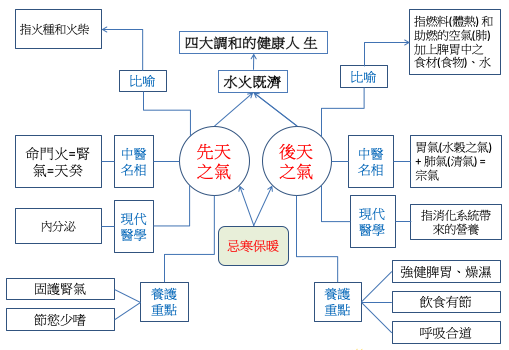 指火種和火柴
四大調和的健康人 生
指燃料(體熱) 和
助燃的空氣(肺)
加上脾胃中之
食材(食物)、水
比喻
水火既濟
比喻
命門火=腎
氣=天癸
中醫
名相
先天
之氣
後天
之氣
中醫
名相
胃氣(水穀之氣)
+ 肺氣(清氣) =
宗氣
內分泌
現代
醫學
忌寒保暖
現代
醫學
指消化系統帶
來的營養
固護腎氣
節慾少嗜
養護
重點
養護
重點
強健脾胃、燥濕
飲食有節
呼吸合道